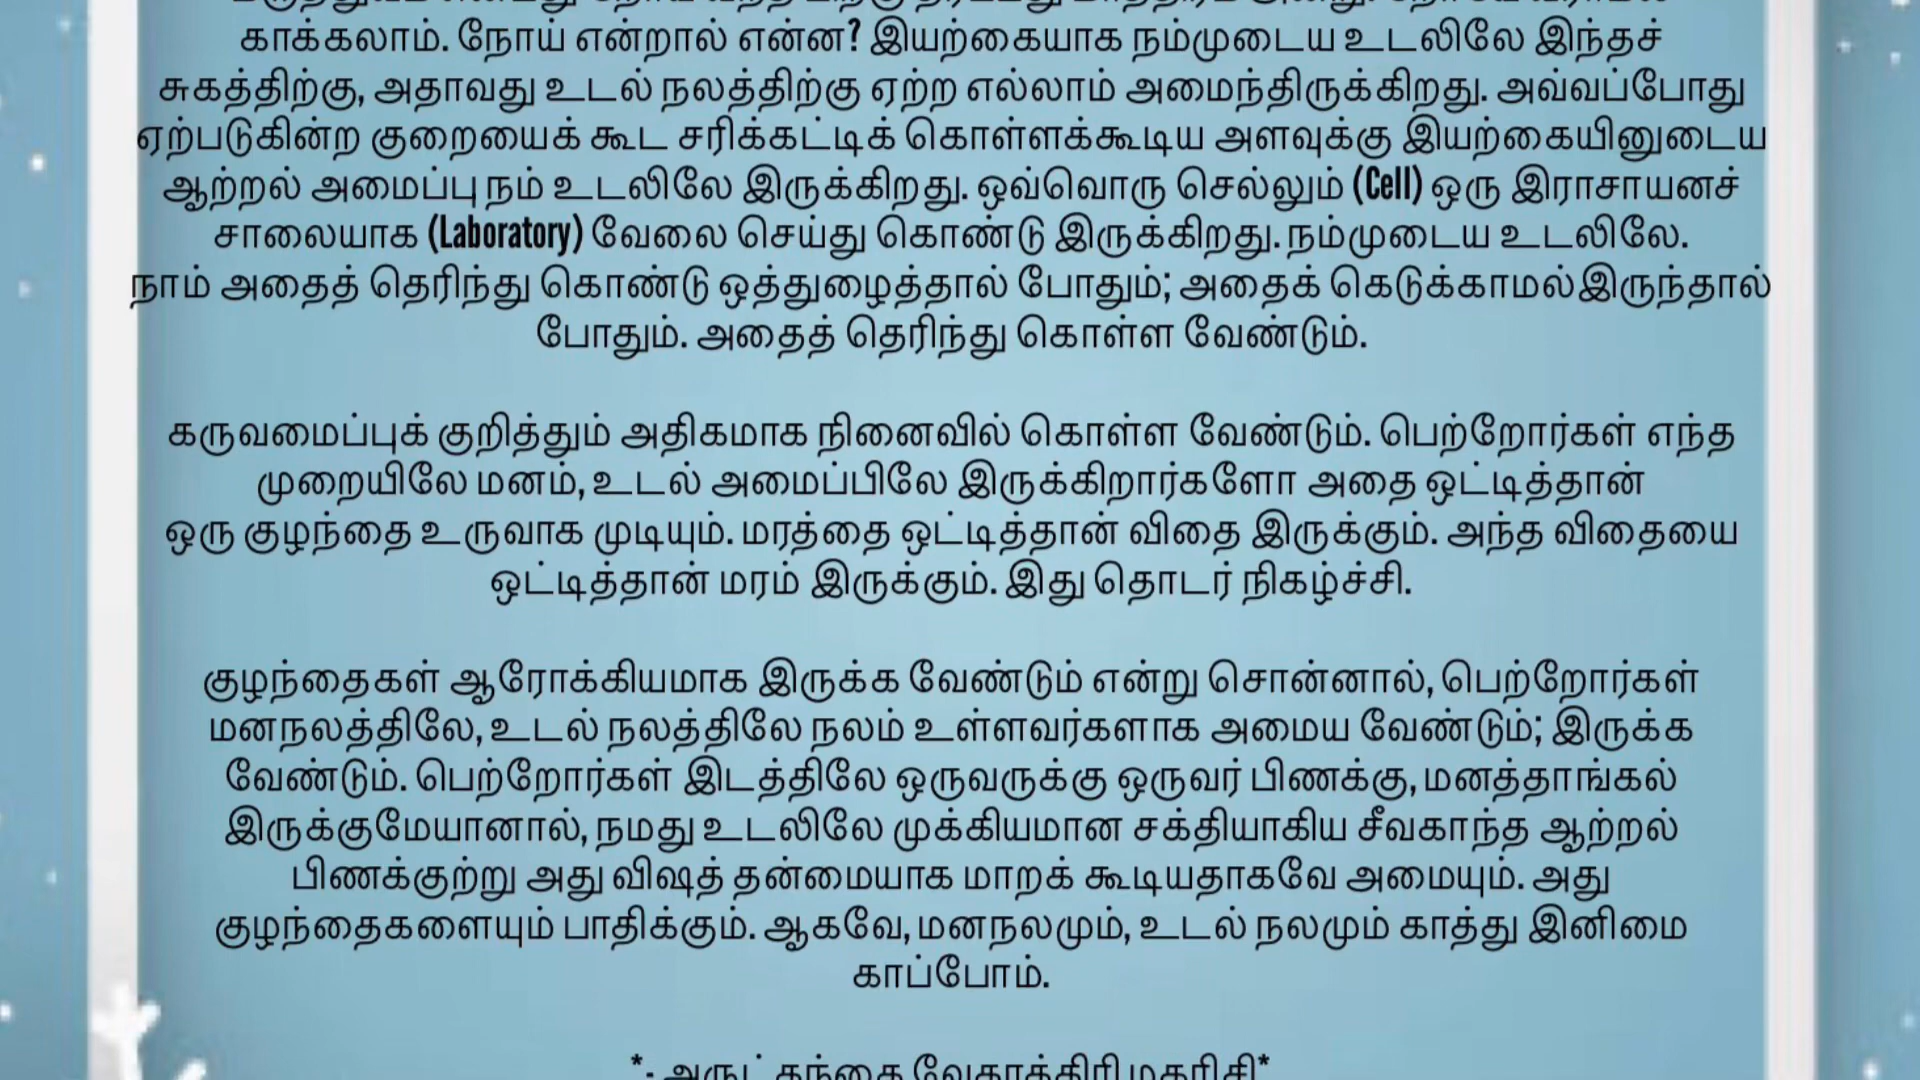 காக்கலாம். நோய் என்றால் என்ன? இயற்கையாக நம்முடைய உடலிலே இந்தச்
சுகத்திற்கு, அதாவது உடல் நலத்திற்கு ஏற்ற எல்லாம் அமைந்திருக்கிறது. அவ்வப்போது
ஏற்படுகின்ற குறையைக் கூட சரிக்கட்டிக் கொள்ளக்கூடிய அளவுக்கு இயற்கையினுடைய
ஆற்றல் அமைப்பு நம் உடலிலே இருக்கிறது. ஒவ்வொரு செல்லும் (Cell) ஒரு இராசாயனச்
சாலையாக (Laboratory) வேலை செய்து கொண்டு இருக்கிறது. நம்முடைய உடலிலே.
நாம் அதைத் தெரிந்து கொண்டு ஒத்துழைத்தால் போதும்; அதைக் கெடுக்காமல்இருந்தால்
போதும். அதைத் தெரிந்து கொள்ள வேண்டும்.
கருவமைப்புக் குறித்தும் அதிகமாக நினைவில் கொள்ள வேண்டும். பெற்றோர்கள் எந்த
முறையிலே மனம், உடல் அமைப்பிலே இருக்கிறார்களோ அதை ஒட்டித்தான்
ஒரு குழந்தை உருவாக முடியும். மரத்தை ஒட்டித்தான் விதை இருக்கும். அந்த விதையை
ஒட்டித்தான் மரம் இருக்கும். இது தொடர் நிகழ்ச்சி.
குழந்தைகள் ஆரோக்கியமாக இருக்க வேண்டும் என்று சொன்னால், பெற்றோர்கள்
மனநலத்திலே, உடல் நலத்திலே நலம் உள்ளவர்களாக அமைய வேண்டும்; இருக்க
வேண்டும். பெற்றோர்கள் இடத்திலே ஒருவருக்கு ஒருவர் பிணக்கு, மனத்தாங்கல்
இருக்குமேயானால், நமது உடலிலே முக்கியமான சக்தியாகிய சீவகாந்த ஆற்றல்
பிணக்குற்று அது விஷத் தன்மையாக மாறக் கூடியதாகவே அமையும். அது
குழந்தைகளையும் பாதிக்கும். ஆகவே, மனநலமும், உடல் நலமும் காத்து இனிமை
காப்போம்.
*- அருட்தந்தை வேதாத்திரி மகரிசி*